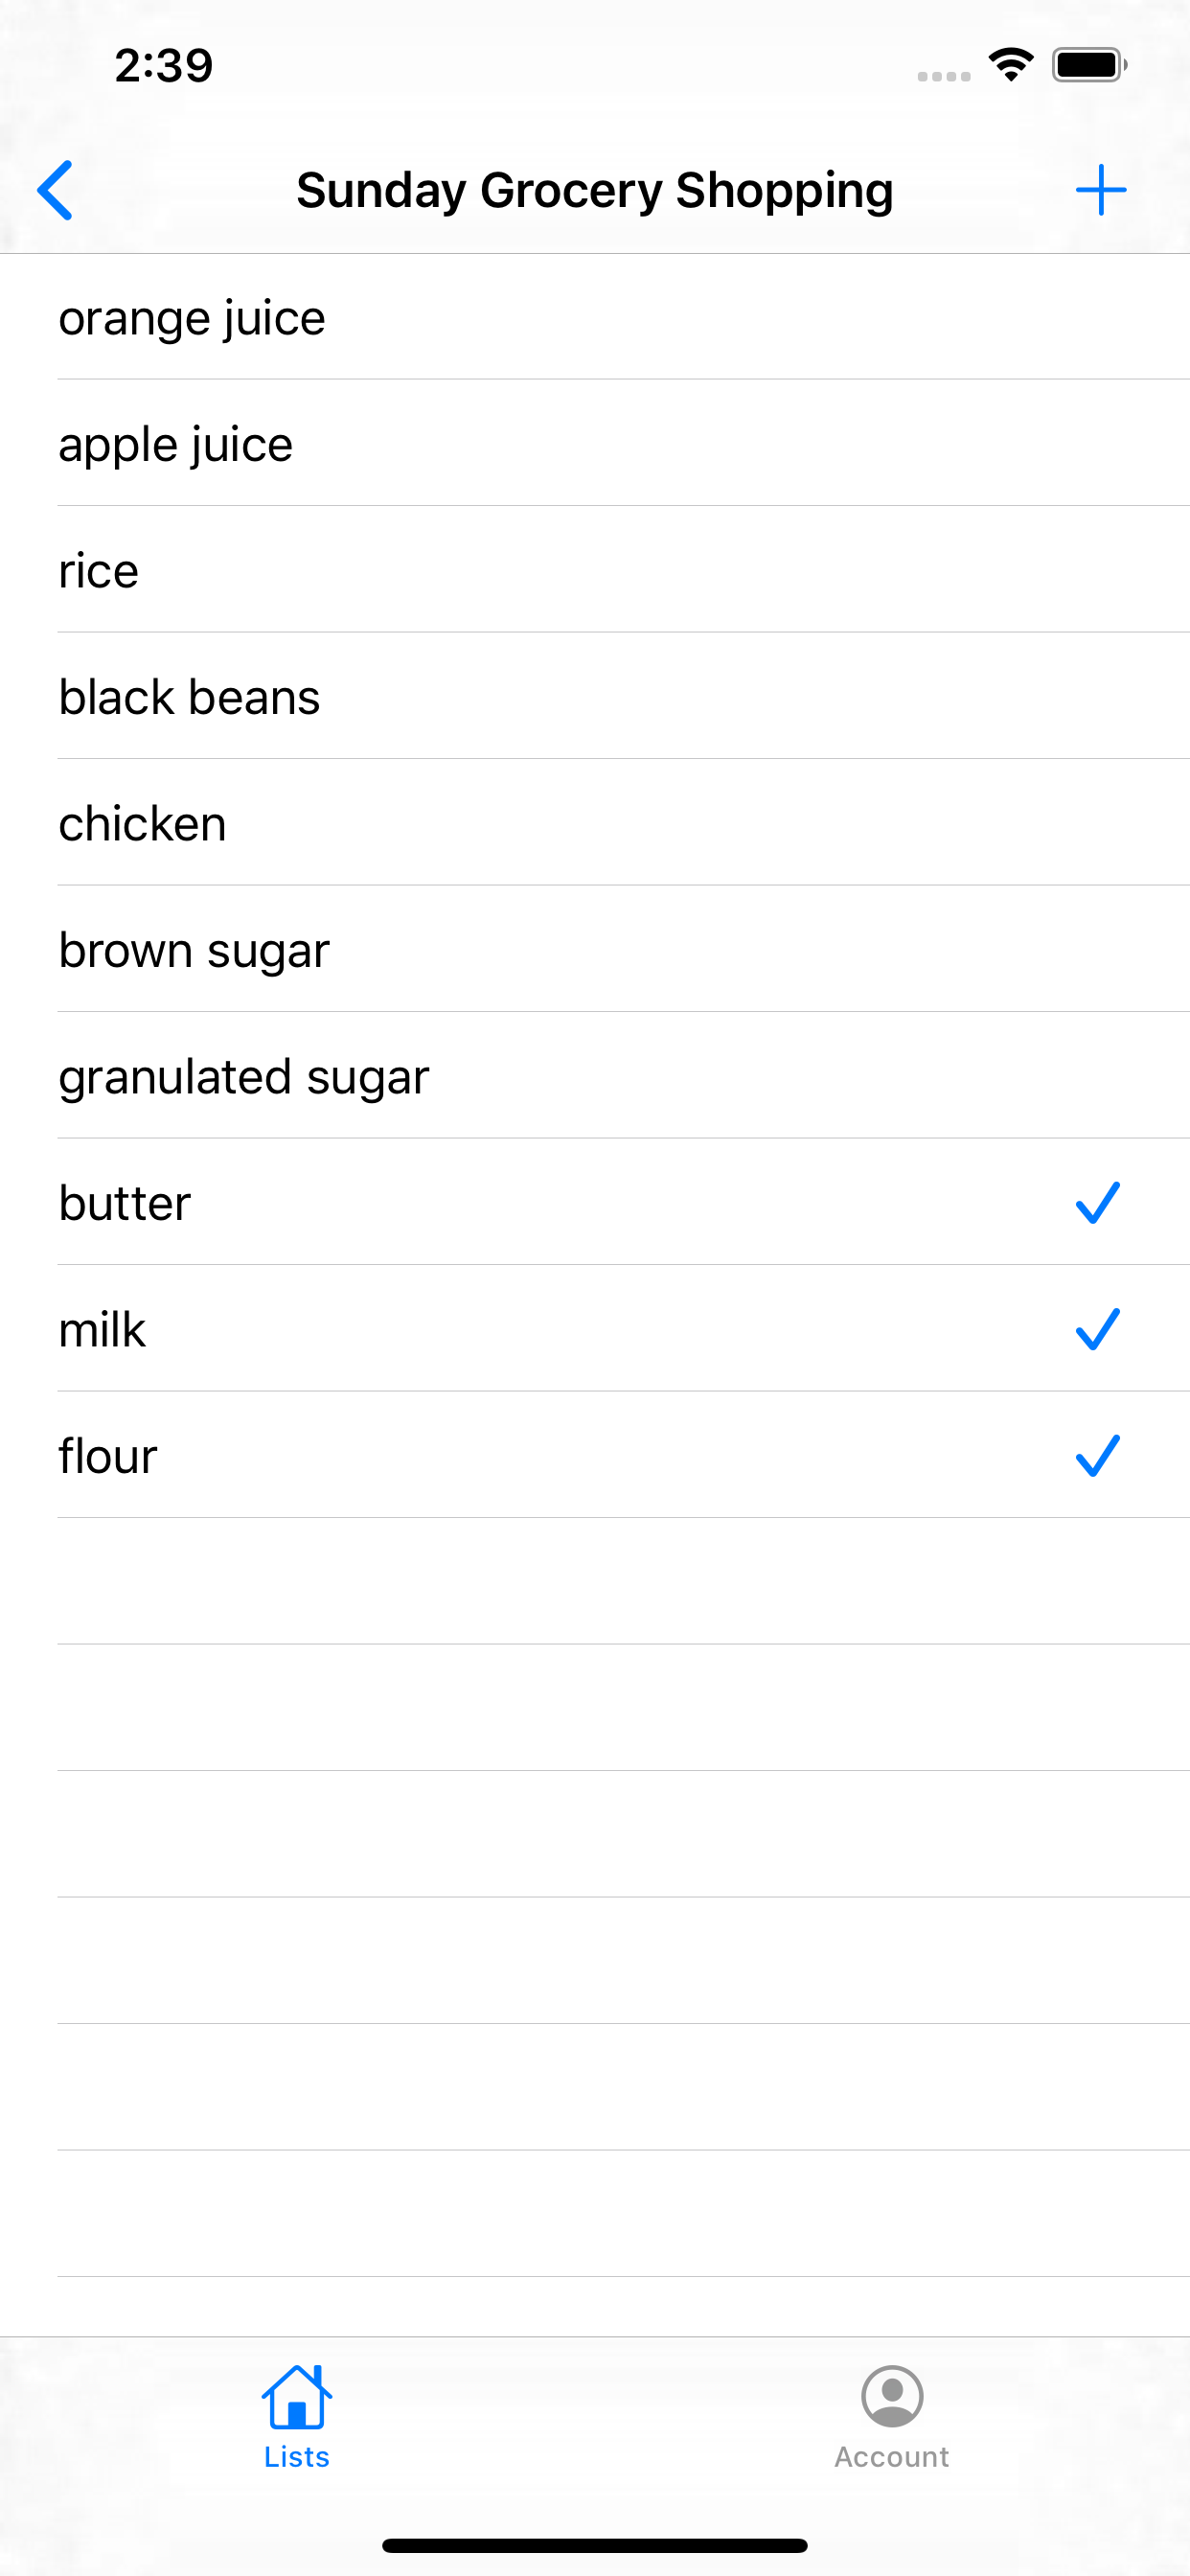 2:39
Sunday Grocery Shopping
orange juice
apple juice
rice
black beans
chicken
brown sugar
granulated sugar
butter
milk
flour
Lists
Account